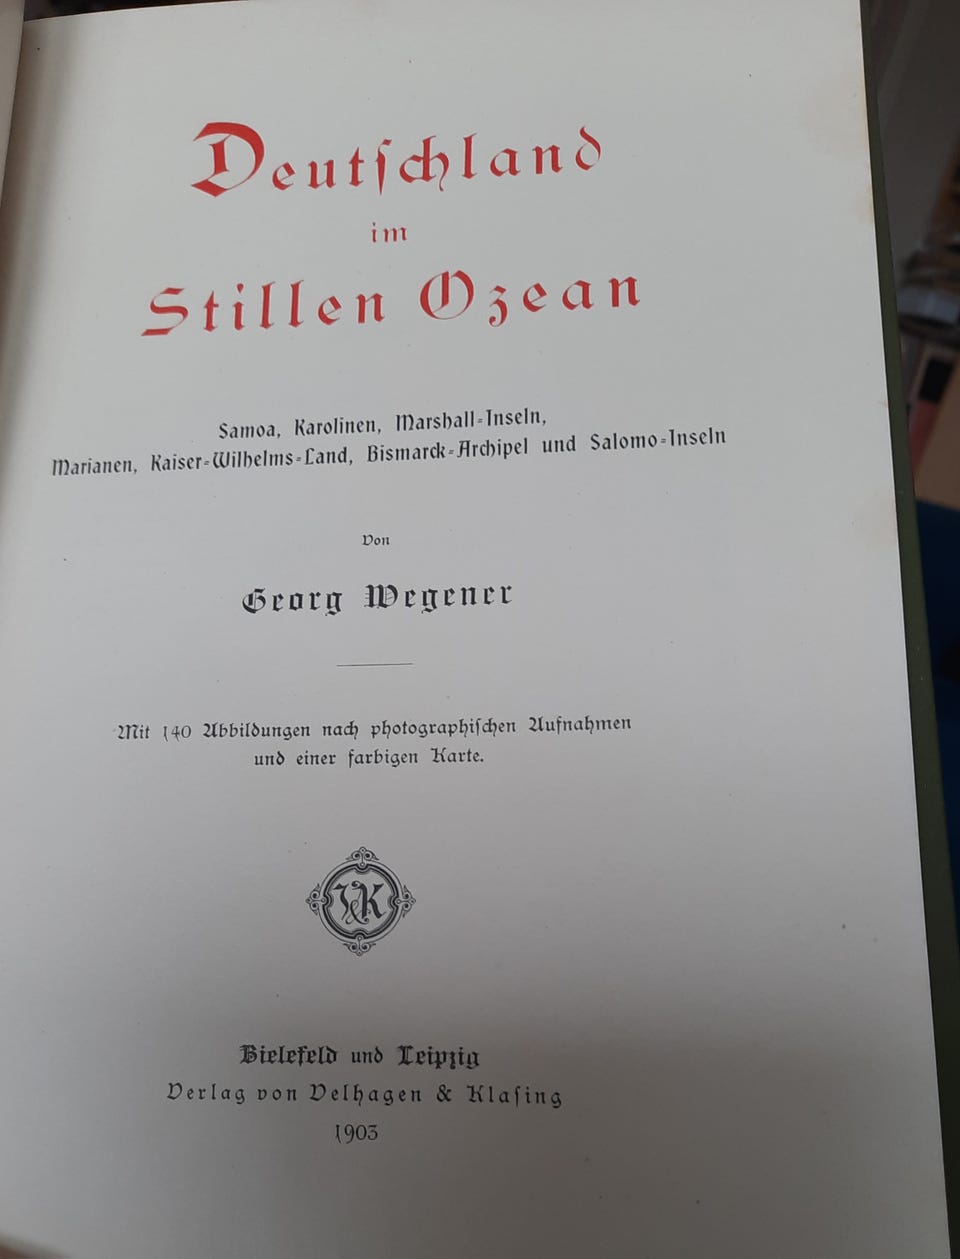 Deutſchland
im
Stillen Ozean
Samoa, Karolinen, Marshall-Inseln,
Marianen, Kaiser-Wilhelms-Land, Bismarck-Archipel und Salomo-Inseln
Von
Georg Wegener
Mit 140 Abbildungen nach photographiſchen Aufnahmen
und einer farbigen Karte.
V&K
Bielefeld und Leipzig
Verlag von Velhagen & Klaſing
1903